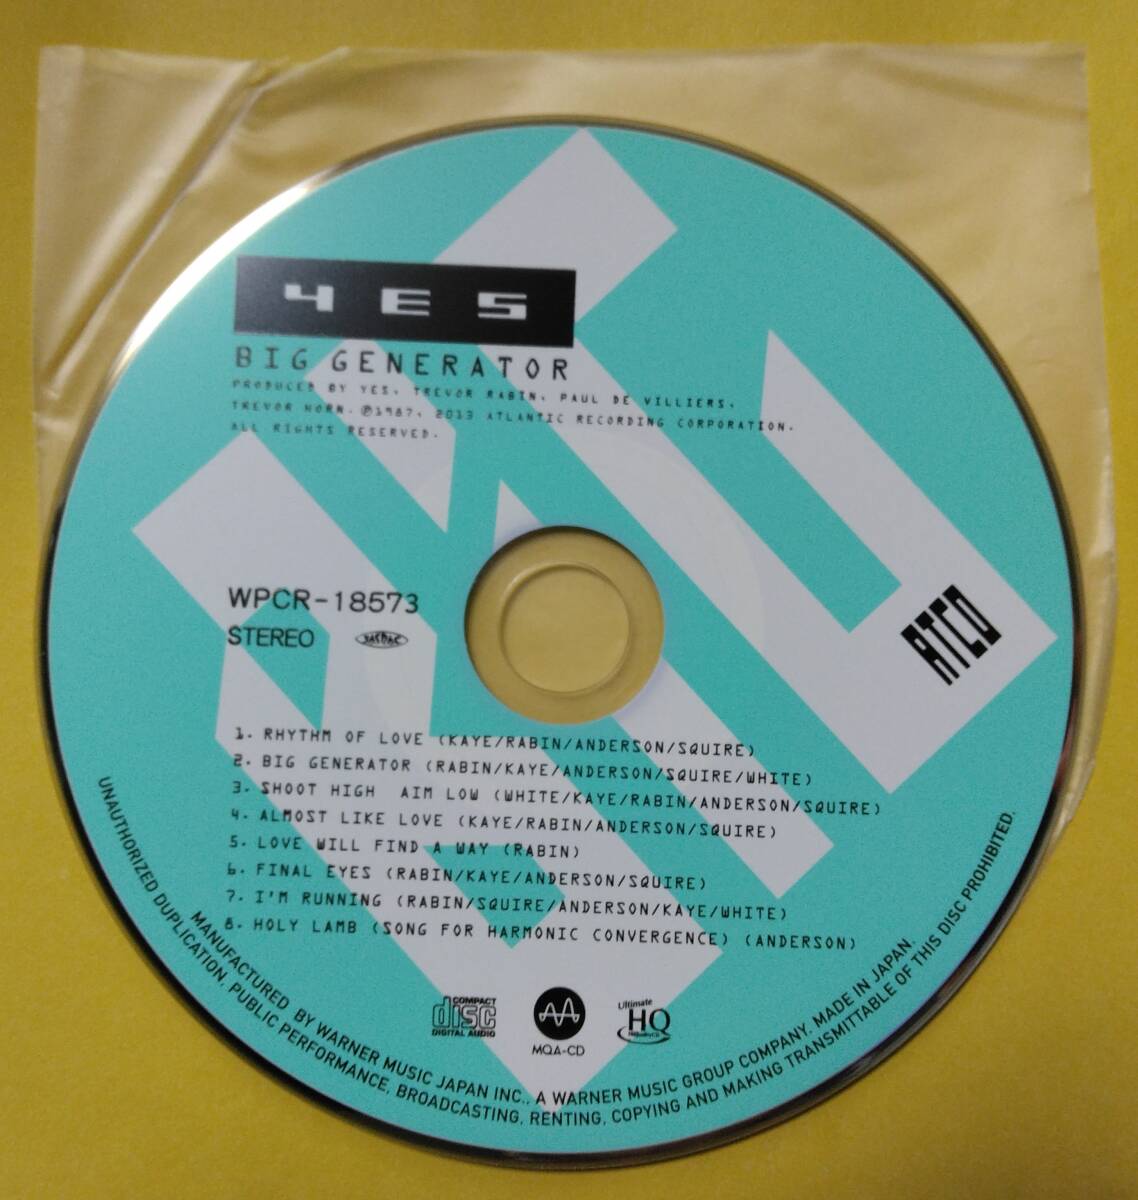 YES
BIG GENERATOR
PRODUCED BY YES, TREVOR RABIN, PAUL DE VILLIERS,
TREVOR HORN. ℗1987, 2013 ATLANTIC RECORDING CORPORATION.
ALL RIGHTS RESERVED.
WPCR-18573
STEREO
JASRAC
ATCO
1. RHYTHM OF LOVE (KAYE/RABIN/ANDERSON/SQUIRE)
2. BIG GENERATOR (RABIN/KAYE/ANDERSON/SQUIRE/WHITE)
3. SHOOT HIGH AIM LOW (WHITE/KAYE/RABIN/ANDERSON/SQUIRE)
4. ALMOST LIKE LOVE (KAYE/RABIN/ANDERSON/SQUIRE)
5. LOVE WILL FIND A WAY (RABIN)
6. FINAL EYES (RABIN/KAYE/ANDERSON/SQUIRE)
7. I'M RUNNING (RABIN/SQUIRE/ANDERSON/KAYE/WHITE)
8. HOLY LAMB (SONG FOR HARMONIC CONVERGENCE) (ANDERSON)
COMPACT
disc
DIGITAL AUDIO
MQA-CD
Ultimate
HQ
MANUFACTURED BY WARNER MUSIC JAPAN INC., A WARNER MUSIC GROUP COMPANY. MADE IN JAPAN.
UNAUTHORIZED DUPLICATION, PUBLIC PERFORMANCE, BROADCASTING, RENTING, COPYING AND MAKING TRANSMITTABLE OF THIS DISC PROHIBITED.